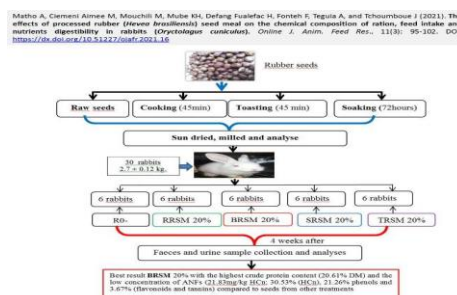 Matho A, Ciemeni Aimee M, Mouchili M, Mube KH, Defang Fualefac H, Fonteh F, Teguia A, and Tchoumboue J (2021). The
effects of processed rubber (Hevea brasiliensis) seed meal on the chemical composition of ration, feed intake an
nutrients digestibility in rabbits (Oryctolagus cuniculus). Online J. Anim. Feed Res., 11(3): 95-102. DO
https://dx.doi.org/10.51227/ojafr.2021.16
Rubber seeds
Raw seeds Cooking (45min) Toasting (45 min) Soaking (72hours)
Sun dried, milled and analyse
30 rabbits
2.7 ± 0.12 kg.
6 rabbits 6 rabbits 6 rabbits 6 rabbits 6 rabbits
R0- RRSM 20% BRSM 20% SRSM 20% TRSM 20%
4 weeks after
Faeces and urine sample collection and analyses
Best result BRSM 20% with the highest crude protein content (20.61% DM) and the
low concentration of ANFs (21.83mg/kg HCn; 30.53% (HCn), 21.26% phenols and
3.67% (flavonoids and tannins) compared to seeds from other treatments